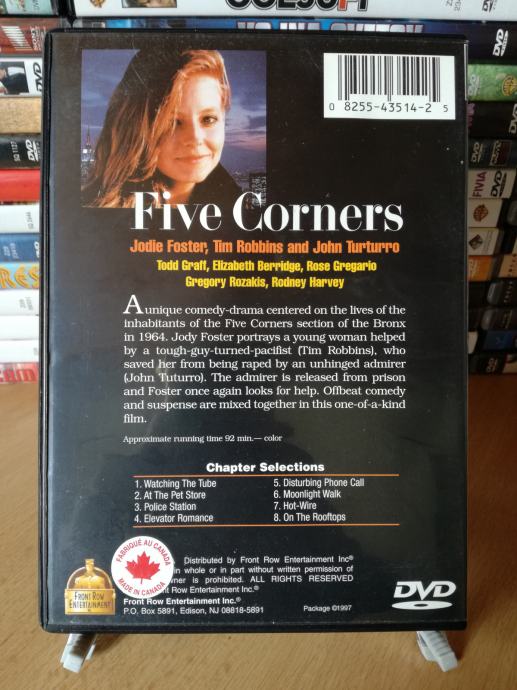 0 8255-43514-2 5
Five Corners
Jodie Foster, Tim Robbins and John Turturro
Todd Graff, Elizabeth Berridge, Rose Gregario
Gregory Rozakis, Rodney Harvey
A unique comedy-drama centered on the lives of the
inhabitants of the Five Corners section of the Bronx
in 1964. Jody Foster portrays a young woman helped
by a tough-guy-turned-pacifist (Tim Robbins), who
saved her from being raped by an unhinged admirer
(John Tuturro). The admirer is released from prison
and Foster once again looks for help. Offbeat comedy
and suspense are mixed together in this one-of-a-kind
film.
Approximate running time 92 min.— color
Chapter Selections
1. Watching The Tube
2. At The Pet Store
3. Police Station
4. Elevator Romance
5. Disturbing Phone Call
6. Moonlight Walk
7. Hot-Wire
8. On The Rooftops
FABRIQUÉ AU CANADA
MADE IN CANADA
FRONT ROW
ENTERTAINMENT
Distributed by Front Row Entertainment Inc®
in whole or in part without written permission of
owner is prohibited. ALL RIGHTS RESERVED
Front Row Entertainment Inc.®
P.O. Box 5891, Edison, NJ 08818-5891
Package ©1997
DVD